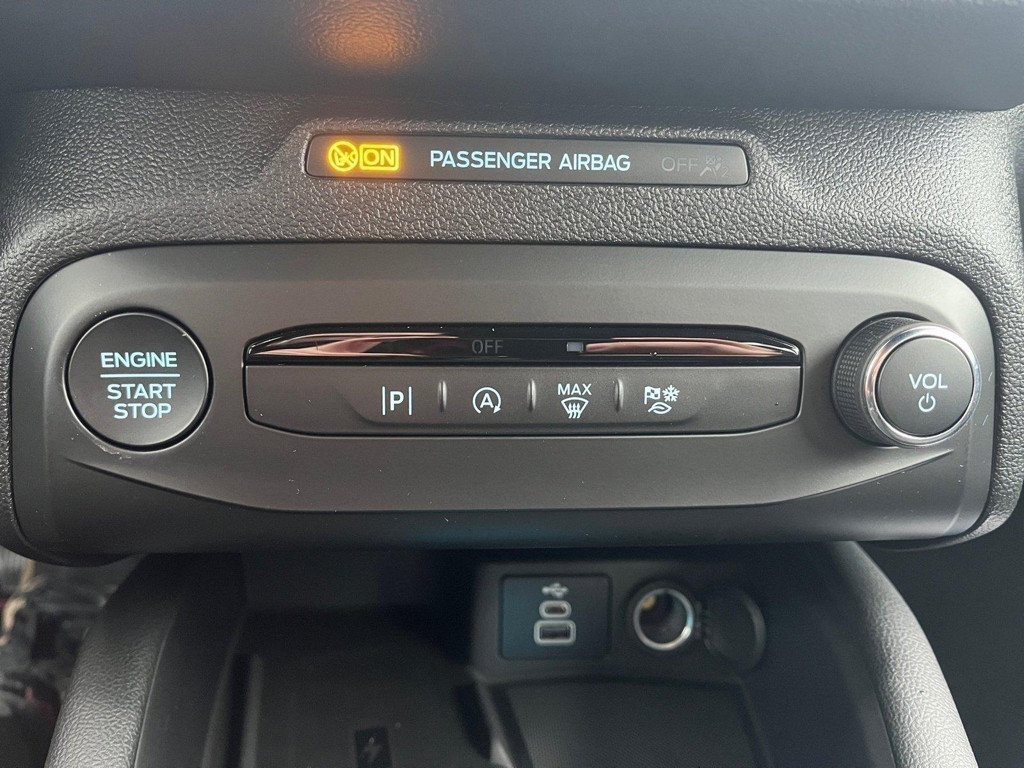 ON PASSENGER AIRBAG OFF
OFF
ENGINE
START
STOP
P
A
MAX
VOL